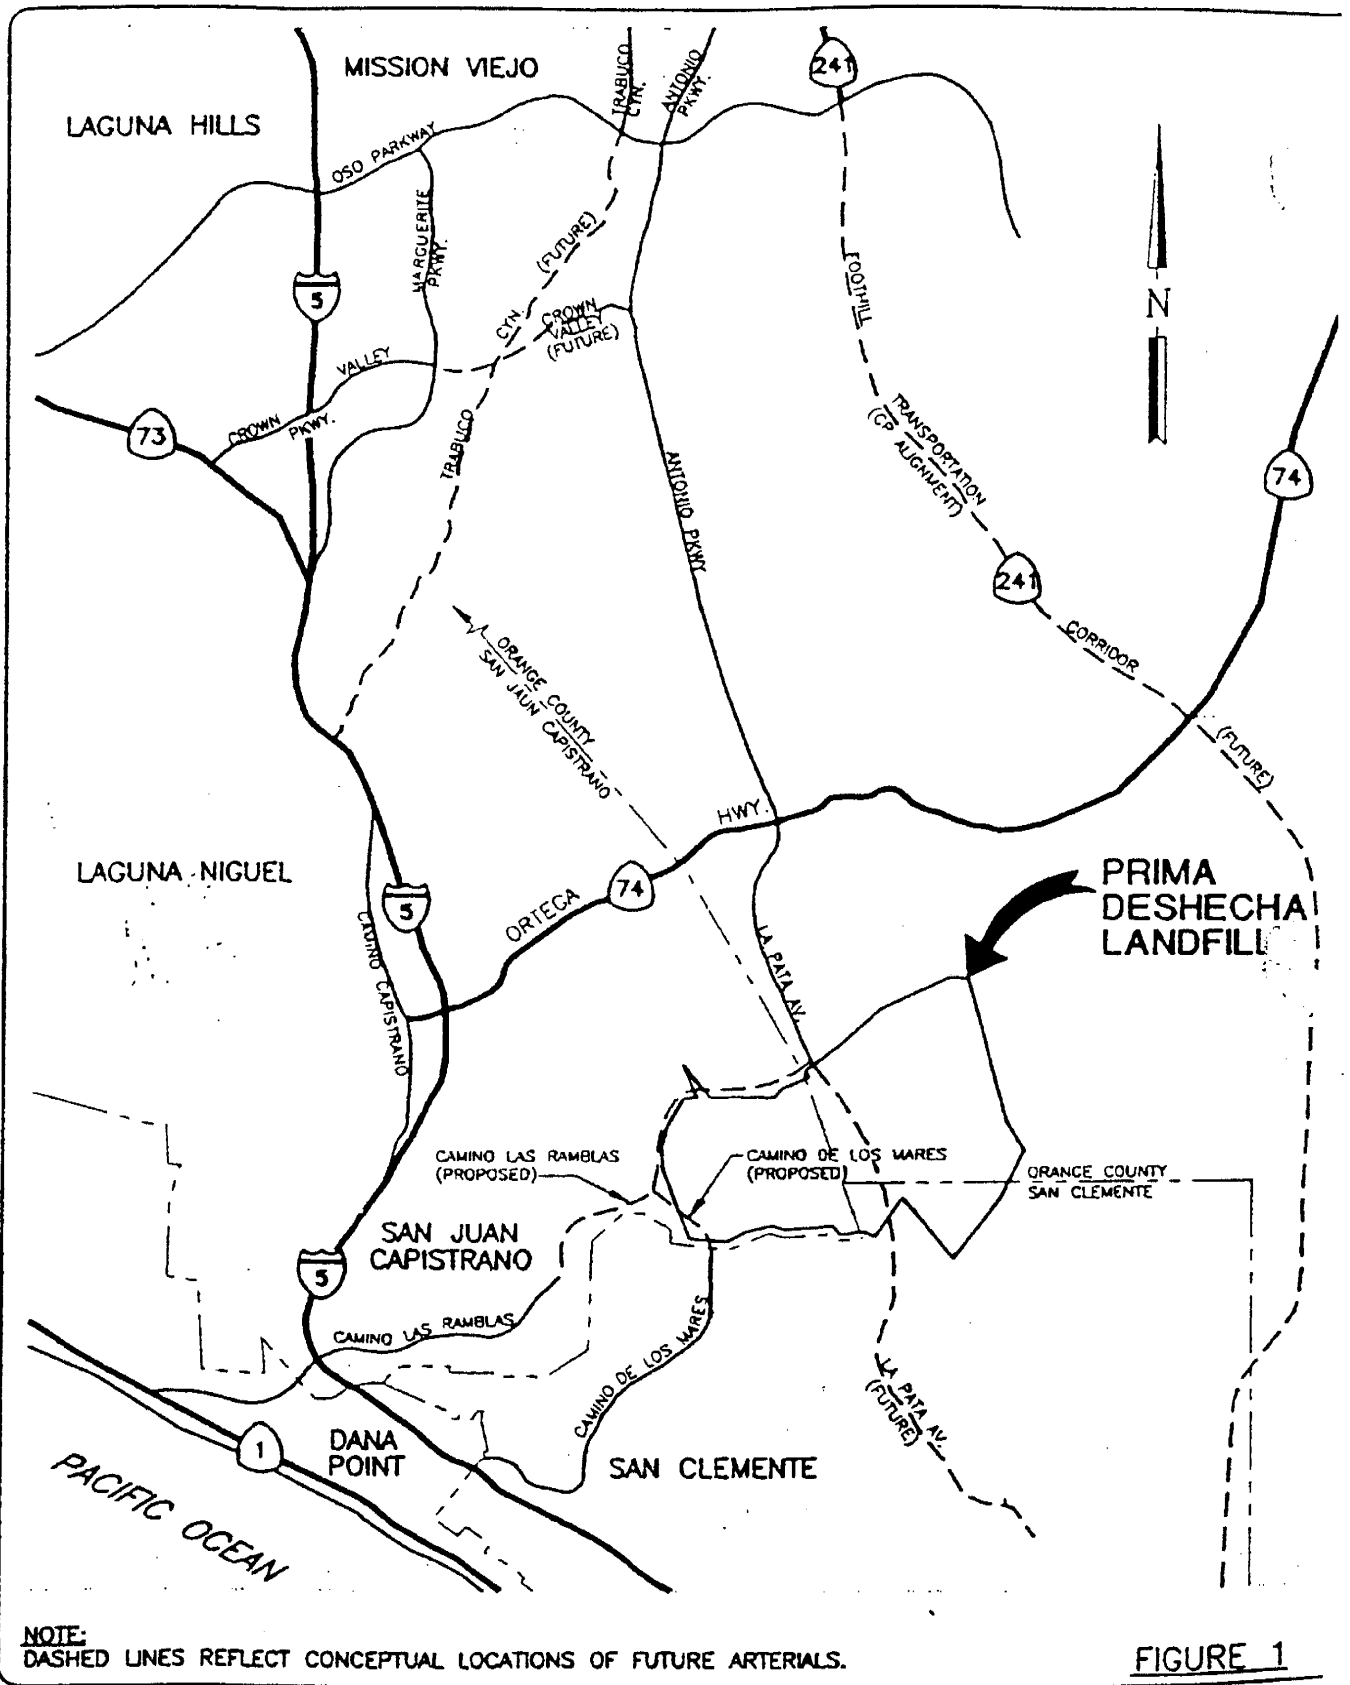 MISSION VIEJO
LAGUNA HILLS
TRABUCO
CYN.
ANTONIO
PKWY.
241
OSO PARKWAY
MARGUERITE
PKWY.
(FUTURE)
CYN.
5
CROWN
VALLEY
(FUTURE)
FOOTHILL
N
VALLEY
CROWN
PKWY.
73
TRABUCO
ANTONIO PKWY
TRANSPORTATION
(CP ALIGNMENT)
74
241
CORRIDOR
(FUTURE)
ORANGE COUNTY
SAN JAUN CAPISTRANO
HWY.
LAGUNA NIGUEL
5
74
ORTEGA
PRIMA
DESHECHA
LANDFILL
CAMINO CAPISTRANO
LA PATA AV.
CAMINO LAS RAMBLAS
(PROPOSED)
CAMINO DE LOS MARES
(PROPOSED)
ORANGE COUNTY
SAN CLEMENTE
SAN JUAN
CAPISTRANO
5
CAMINO LAS RAMBLAS
CAMINO DE LOS MARES
LA PATA AV.
(FUTURE)
1
DANA
POINT
SAN CLEMENTE
PACIFIC OCEAN
NOTE:
DASHED LINES REFLECT CONCEPTUAL LOCATIONS OF FUTURE ARTERIALS.
FIGURE 1